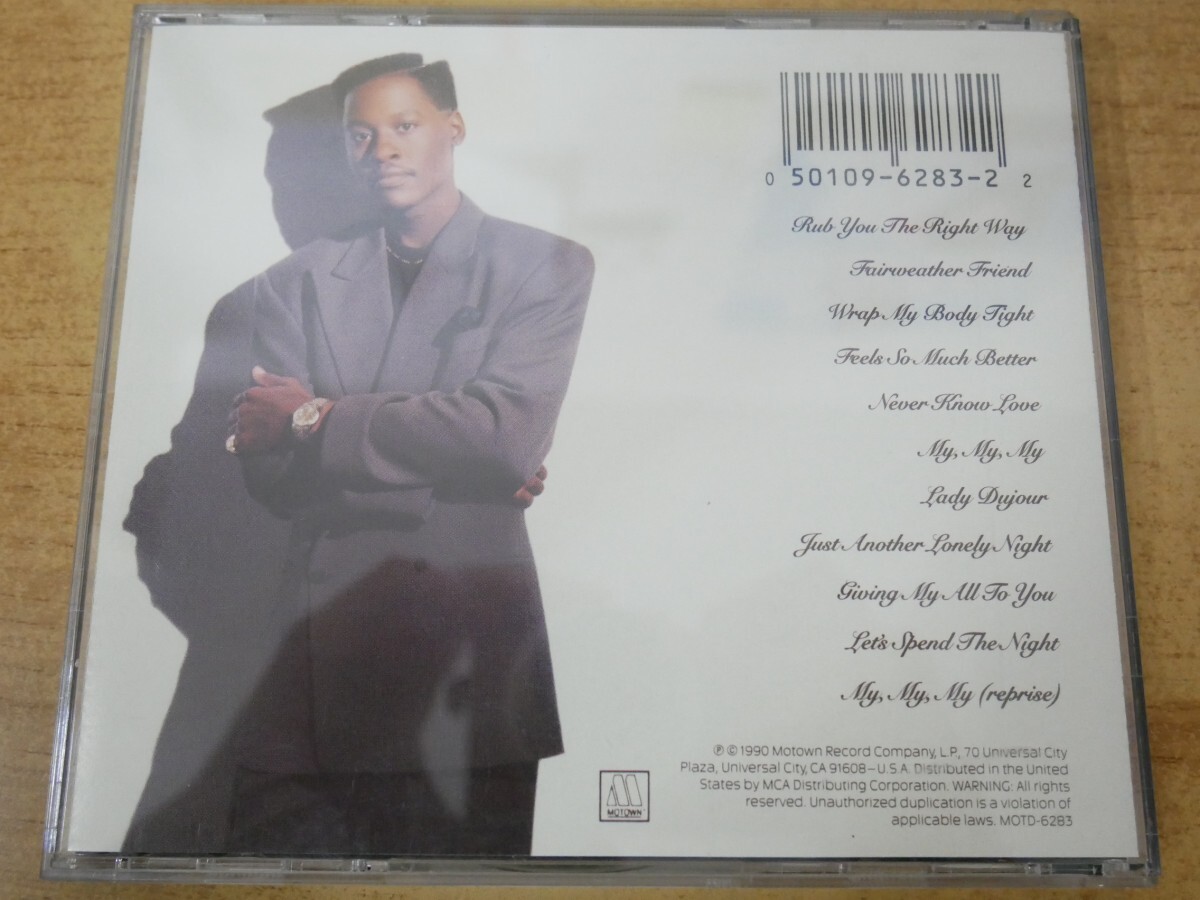 0 50109-6283-2 2
Rub You The Right Way
Fairweather Friend
Wrap My Body Tight
Feels So Much Better
Never Know Love
My, My, My
Lady Dujour
Just Another Lonely Night
Giving My All To You
Let's Spend The Night
My, My, My (reprise)
℗ © 1990 Motown Record Company, L.P., 70 Universal City
Plaza, Universal City, CA 91608–U.S.A. Distributed in the United
States by MCA Distributing Corporation. WARNING: All rights
reserved. Unauthorized duplication is a violation of
applicable laws. MOTD-6283
MOTOWN